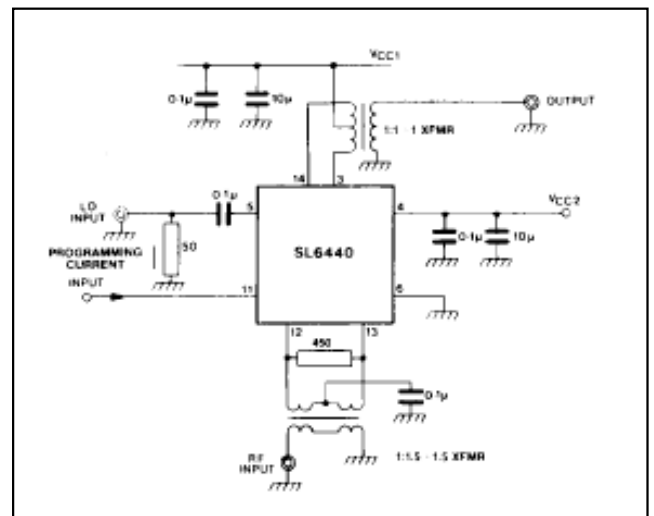 VCC1
0·1µ
10µ
OUTPUT
1:1 - 1 XFMR
14
3
0·1µ
LO
INPUT
5
4
VCC2
50
SL6440
0·1µ
10µ
PROGRAMMING
CURRENT
INPUT
11
6
12
13
450
0·1µ
RF
INPUT
1:1.5 - 1.5 XFMR